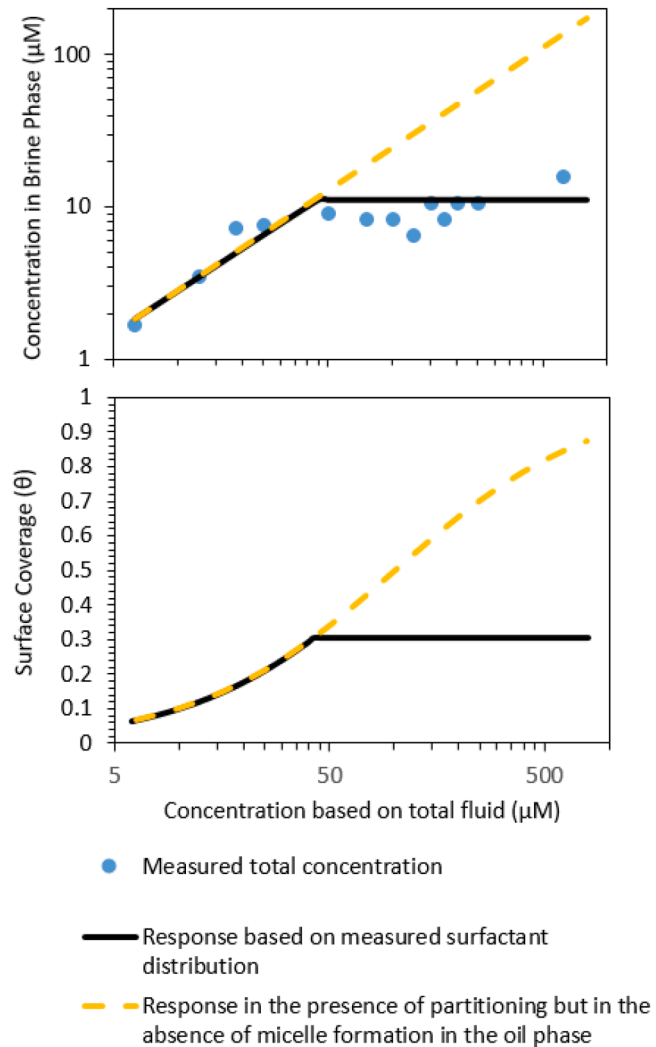 Concentration in Brine Phase (µM)
100
10
1
Surface Coverage (θ)
1
0.9
0.8
0.7
0.6
0.5
0.4
0.3
0.2
0.1
0
5 50 500
Concentration based on total fluid (µM)
Measured total concentration
Response based on measured surfactant
distribution
Response in the presence of partitioning but in the
absence of micelle formation in the oil phase